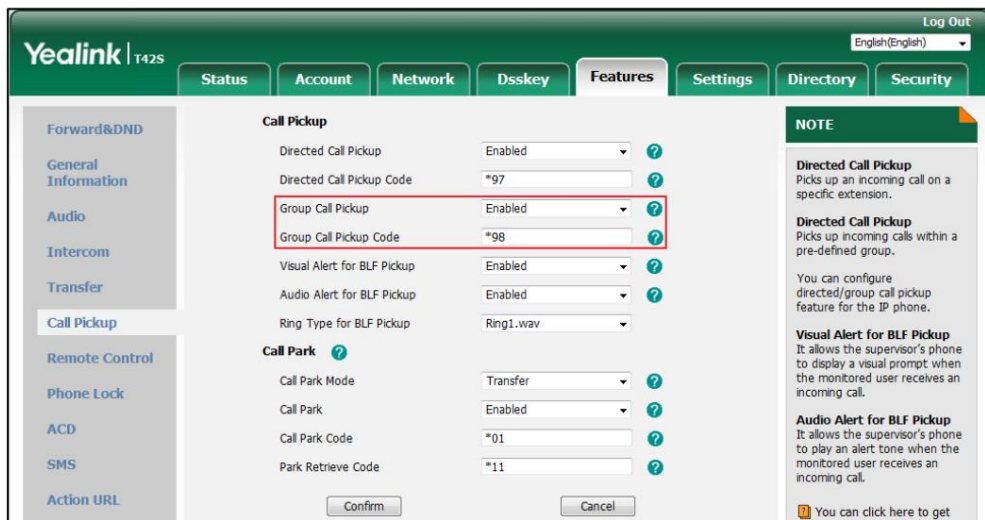 Log Out
English(English)
Yealink T42S
Status Account Network Dsskey Features Settings Directory Security
Forward&DND
General
Information
Audio
Intercom
Transfer
Call Pickup
Remote Control
Phone Lock
ACD
SMS
Action URL
Call Pickup
Directed Call Pickup Enabled ?
Directed Call Pickup Code *97 ?
Group Call Pickup Enabled ?
Group Call Pickup Code *98 ?
Visual Alert for BLF Pickup Enabled ?
Audio Alert for BLF Pickup Enabled ?
Ring Type for BLF Pickup Ring1.wav
Call Park ?
Call Park Mode Transfer ?
Call Park Enabled ?
Call Park Code *01 ?
Park Retrieve Code *11 ?
Confirm Cancel
NOTE
Directed Call Pickup
Picks up an incoming call on a
specific extension.
Directed Call Pickup
Picks up incoming calls within a
pre-defined group.
You can configure
directed/group call pickup
feature for the IP phone.
Visual Alert for BLF Pickup
It allows the supervisor's phone
to display a visual prompt when
the monitored user receives an
incoming call.
Audio Alert for BLF Pickup
It allows the supervisor's phone
to play an alert tone when the
monitored user receives an
incoming call.
? You can click here to get